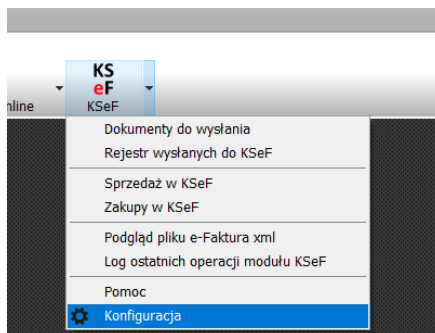 KS
eF
nline
KSeF
Dokumenty do wysłania
Rejestr wysłanych do KSeF
Sprzedaż w KSeF
Zakupy w KSeF
Podgląd pliku e-Faktura xml
Log ostatnich operacji modułu KSeF
Pomoc
Konfiguracja